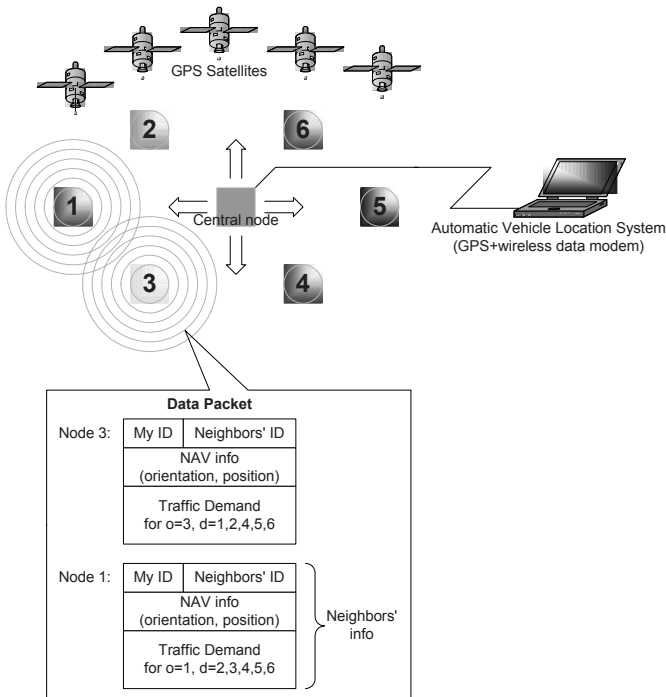 GPS Satellites
2
6
1
5
Central node
Automatic Vehicle Location System
(GPS+wireless data modem)
3
4
Data Packet
Node 3:
My ID
Neighbors' ID
NAV info
(orientation, position)
Traffic Demand
for o=3, d=1,2,4,5,6
Node 1:
My ID
Neighbors' ID
NAV info
(orientation, position)
Traffic Demand
for o=1, d=2,3,4,5,6
Neighbors'
info